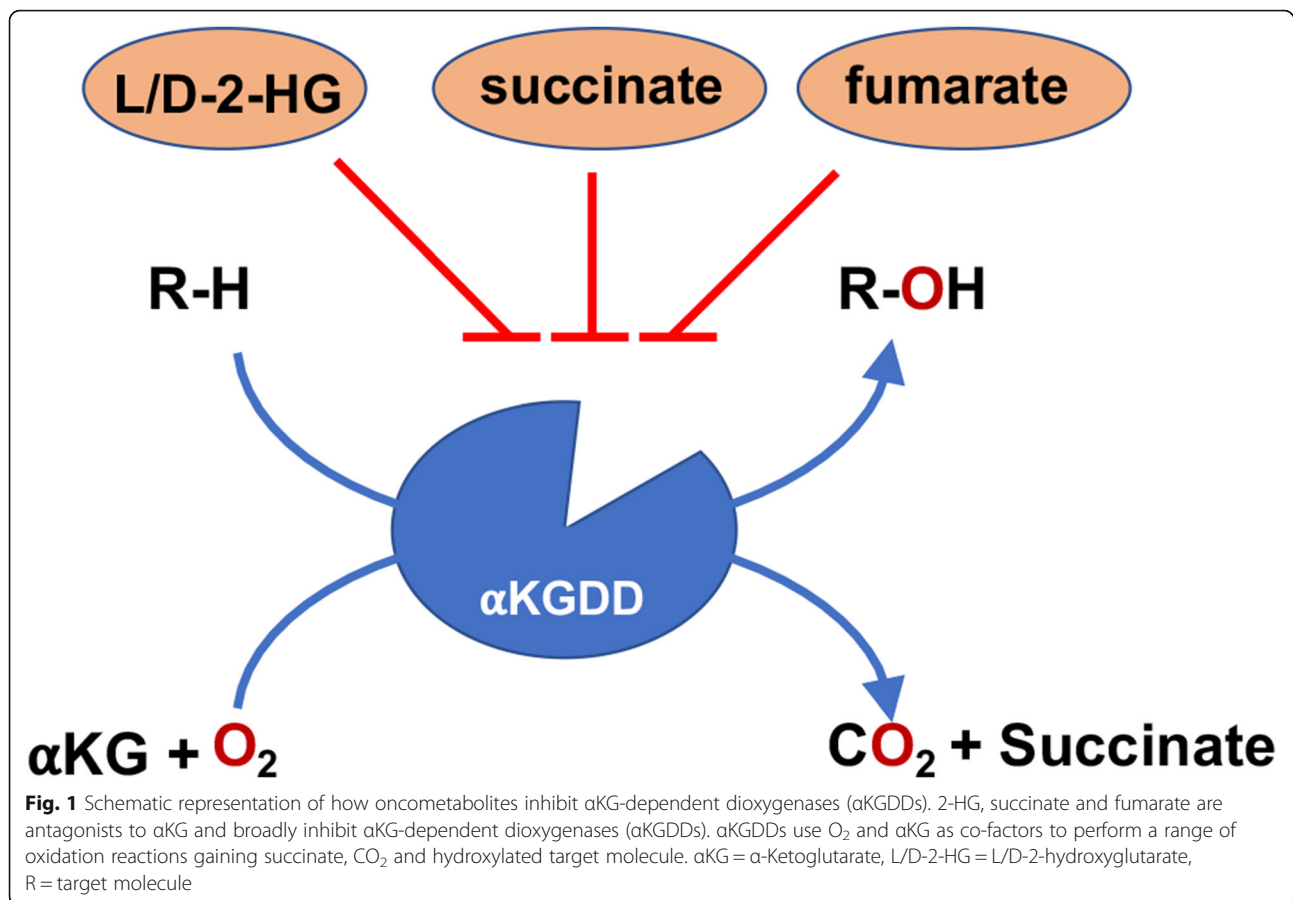 L/D-2-HG succinate fumarate
R-H R-OH
αKGDD
αKG + O₂ CO₂ + Succinate
Fig. 1 Schematic representation of how oncometabolites inhibit αKG-dependent dioxygenases (αKGDDs). 2-HG, succinate and fumarate are
antagonists to αKG and broadly inhibit αKG-dependent dioxygenases (αKGDDs). αKGDDs use O₂ and αKG as co-factors to perform a range of
oxidation reactions gaining succinate, CO₂ and hydroxylated target molecule. αKG = α-Ketoglutarate, L/D-2-HG = L/D-2-hydroxyglutarate,
R = target molecule